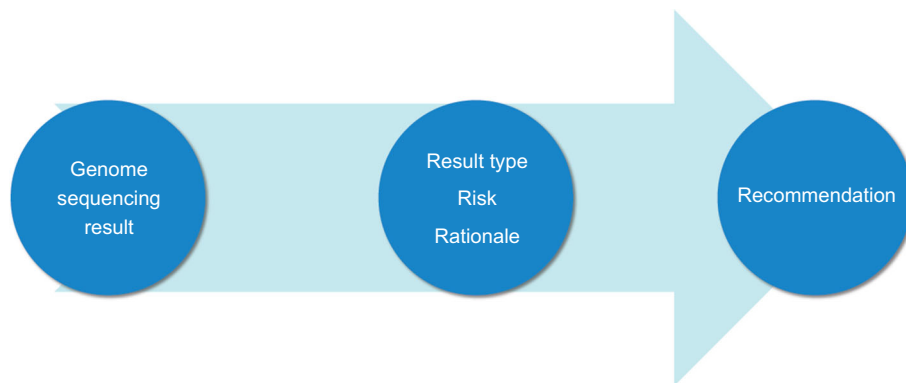 Genome
sequencing
result
Result type
Risk
Rationale
Recommendation